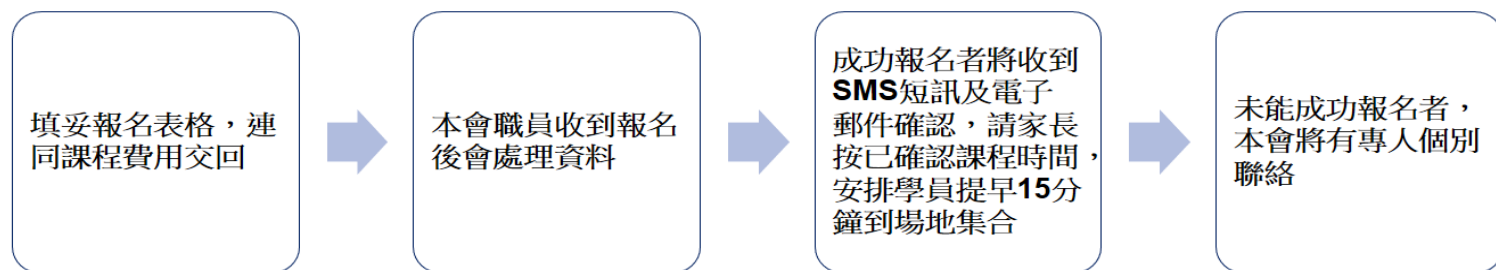 填妥報名表格，連
同課程費用交回
本會職員收到報名
後會處理資料
成功報名者將收到
SMS短訊及電子
郵件確認，請家長
按已確認課程時間，
安排學員提早15分
鐘到場地集合
未能成功報名者，
本會將有專人個別
聯絡